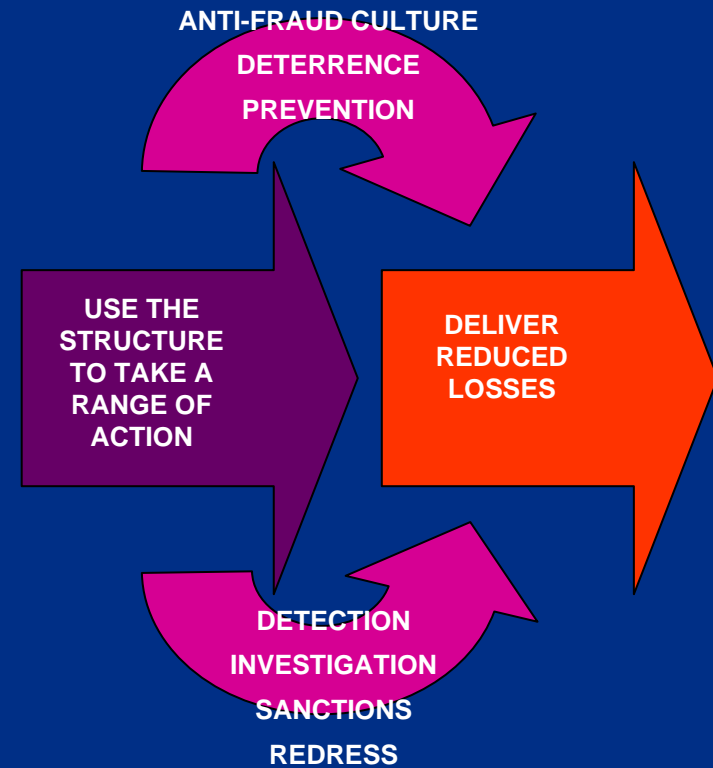 ANTI-FRAUD CULTURE
DETERRENCE
PREVENTION
USE THE
STRUCTURE
TO TAKE A
RANGE OF
ACTION
DELIVER
REDUCED
LOSSES
DETECTION
INVESTIGATION
SANCTIONS
REDRESS